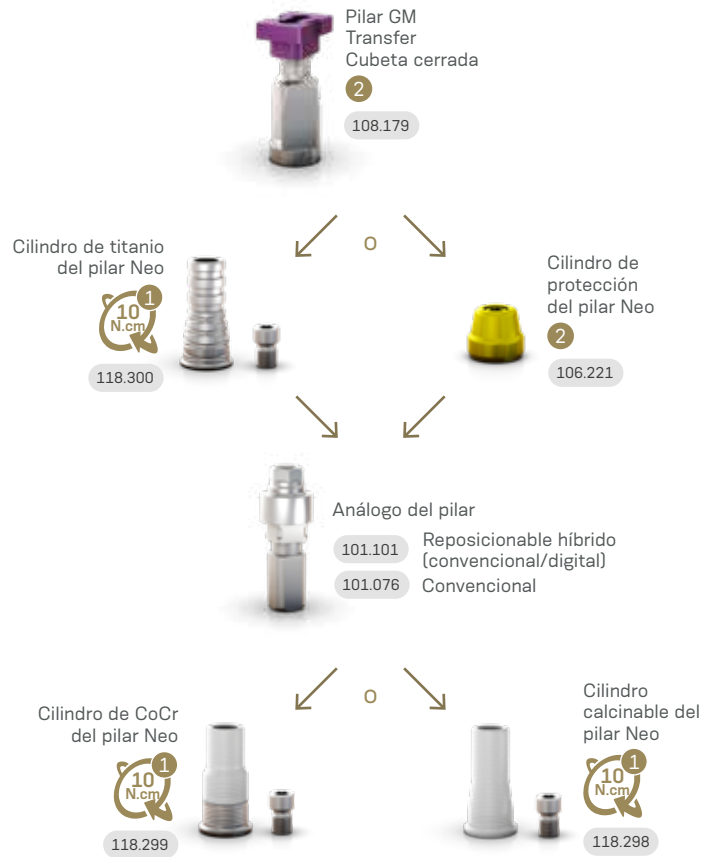 Pilar GM
Transfer
Cubeta cerrada
2
108.179
O
Cilindro de titanio
del pilar Neo
1
10
N.cm
118.300
Cilindro de
protección
del pilar Neo
2
106.221
Análogo del pilar
101.101
Reposicionable híbrido
(convencional/digital)
101.076
Convencional
O
Cilindro de CoCr
del pilar Neo
1
10
N.cm
118.299
Cilindro
calcinable del
pilar Neo
1
10
N.cm
118.298